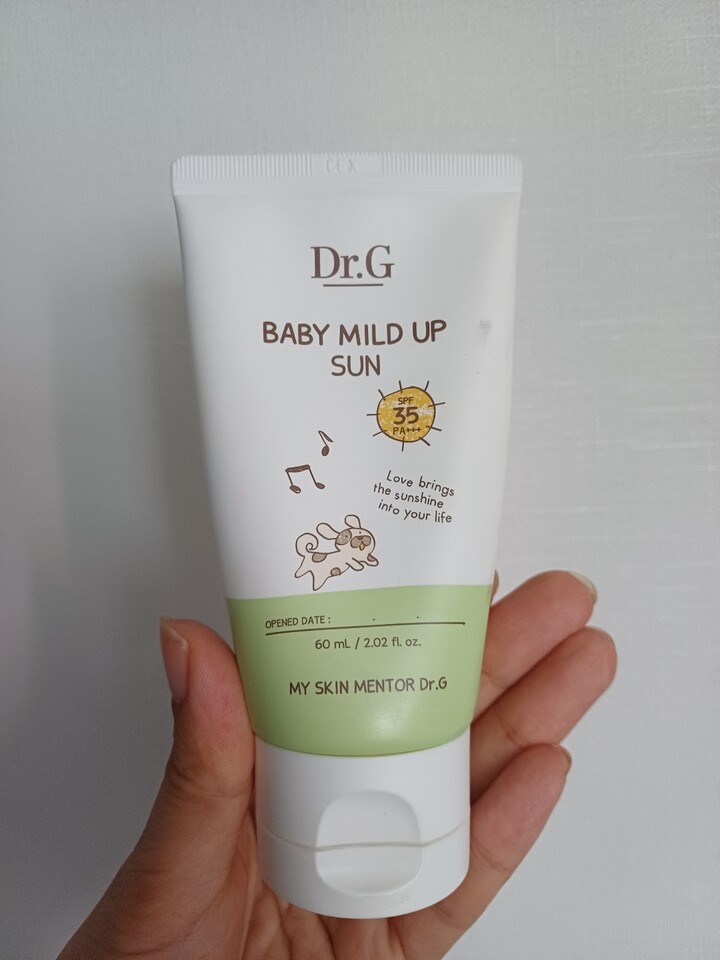 Dr.G
BABY MILD UP
SUN
SPF
35
PA+++
Love brings
the sunshine
into your life
OPENED DATE : . .
60 mL / 2.02 fl. oz.
MY SKIN MENTOR Dr.G